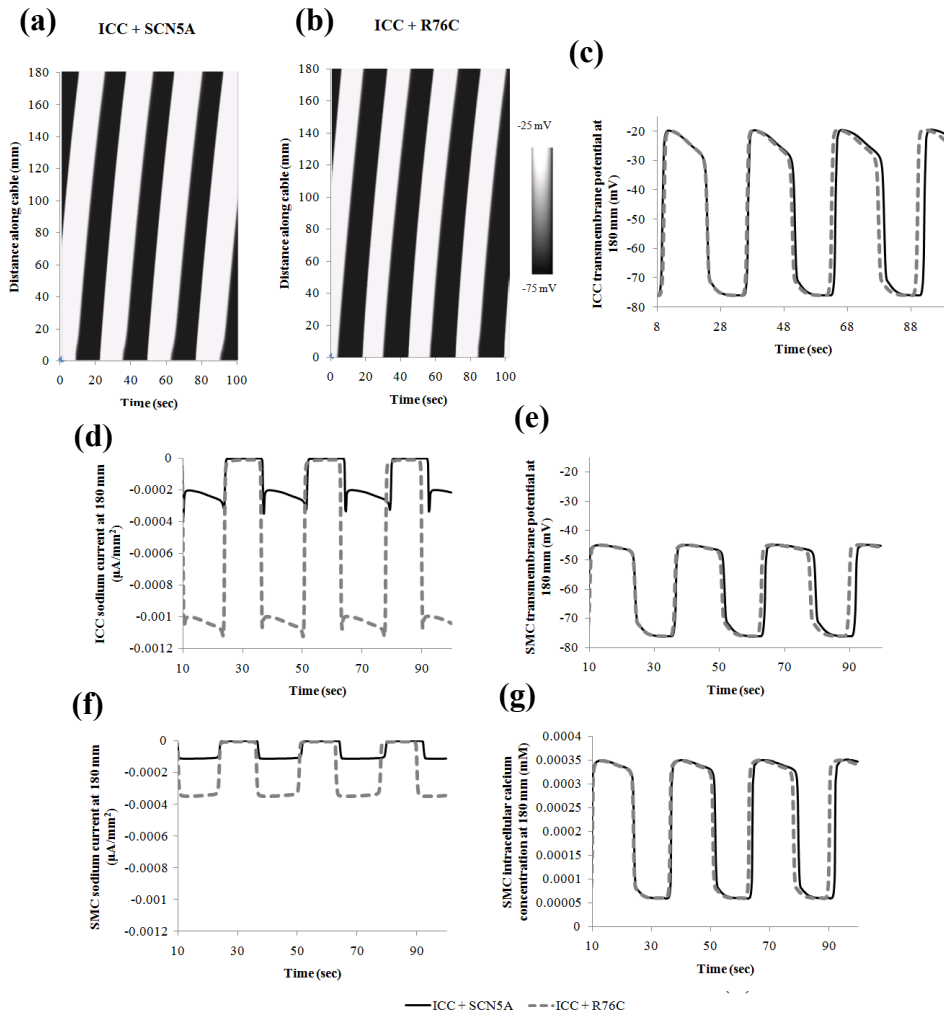 (a)
ICC + SCN5A
(b)
ICC + R76C
(c)
Distance along cable (mm)
180
160
140
120
100
80
60
40
20
0
0 20 40 60 80 100
Time (sec)
Distance along cable (mm)
180
160
140
120
100
80
60
40
20
0
0 20 40 60 80 100
Time (sec)
-25 mV
-75 mV
ICC transmembrane potential at
180 mm (mV)
-20
-30
-40
-50
-60
-70
-80
8 28 48 68 88
Time (sec)
(d)
ICC sodium current at 180 mm
(µA/mm²)
0
-0.0002
-0.0004
-0.0006
-0.0008
-0.001
-0.0012
10 30 50 70 90
Time (sec)
(e)
SMC transmembrane potential at
180 mm (mV)
-20
-30
-40
-50
-60
-70
-80
10 30 50 70 90
Time (sec)
(f)
SMC sodium current at 180 mm
(µA/mm²)
0
-0.0002
-0.0004
-0.0006
-0.0008
-0.001
-0.0012
10 30 50 70 90
Time (sec)
(g)
SMC intracellular calcium
concentration at 180 mm (mM)
0.0004
0.00035
0.0003
0.00025
0.0002
0.00015
0.0001
0.00005
0
10 30 50 70 90
Time (sec)
ICC + SCN5A ICC + R76C